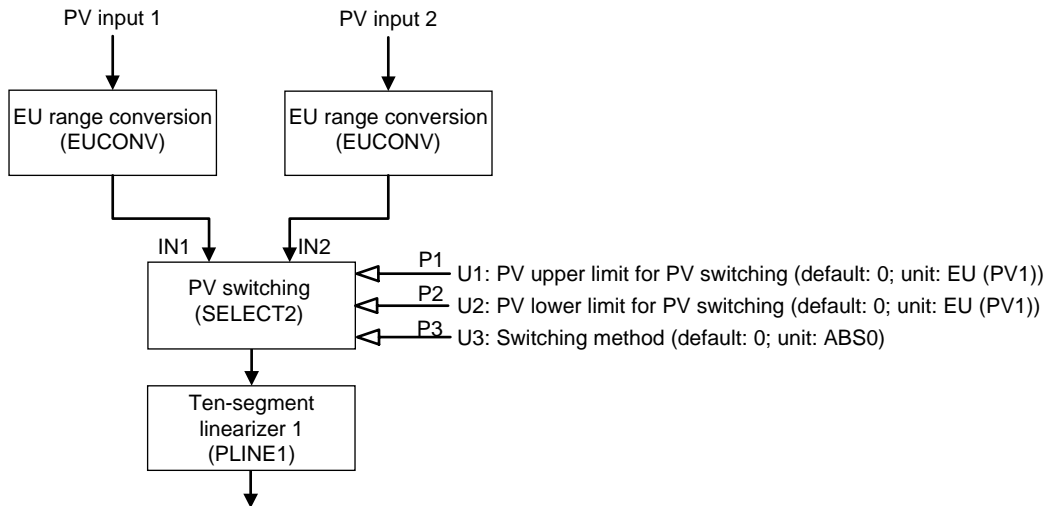 PV input 1
PV input 2
EU range conversion
(EUCONV)
EU range conversion
(EUCONV)
IN1
IN2
PV switching
(SELECT2)
P1
U1: PV upper limit for PV switching (default: 0; unit: EU (PV1))
P2
U2: PV lower limit for PV switching (default: 0; unit: EU (PV1))
P3
U3: Switching method (default: 0; unit: ABS0)
Ten-segment
linearizer 1
(PLINE1)